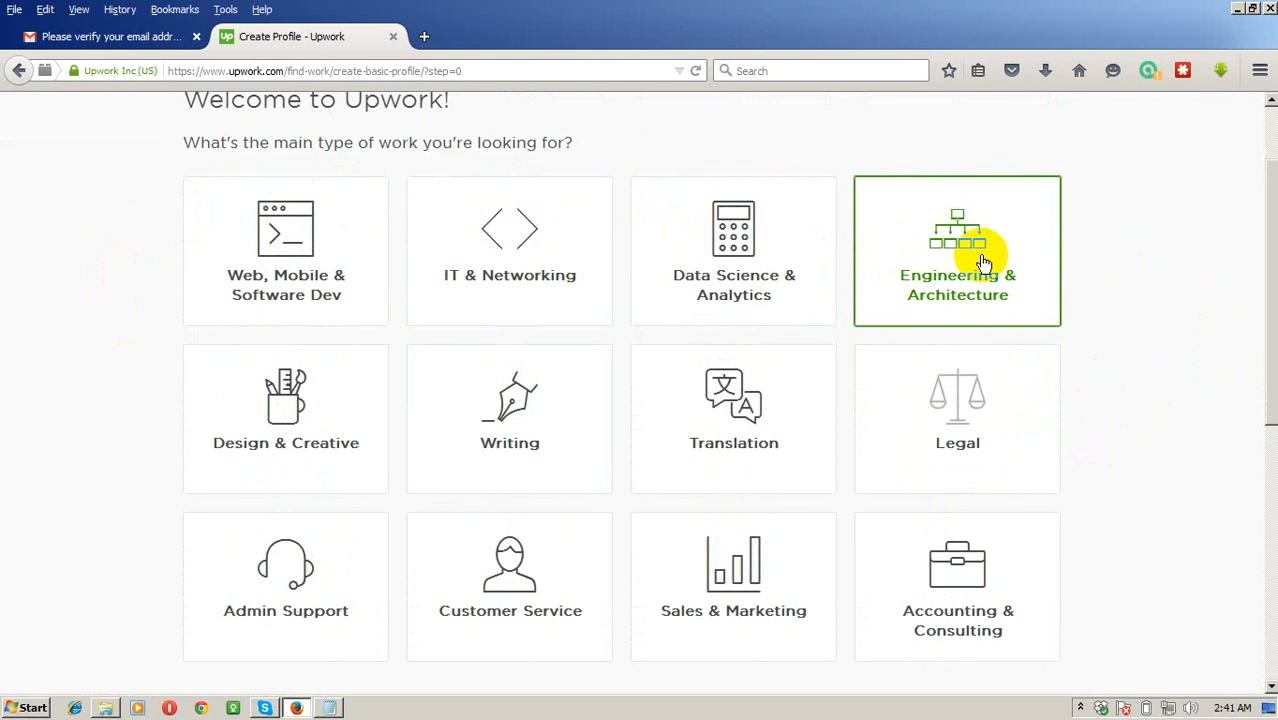 File Edit View History Bookmarks Tools Help
Please verify your email addr...
Up Create Profile - Upwork
Upwork Inc (US) https://www.upwork.com/find-work/create-basic-profile/?step=0 Search
Welcome to Upwork!
What's the main type of work you're looking for?
Web, Mobile &
Software Dev
IT & Networking
Data Science &
Analytics
Engineering &
Architecture
Design & Creative
Writing
文 A
Translation
Legal
Admin Support
Customer Service
Sales & Marketing
Accounting &
Consulting
Start
2:41 AM